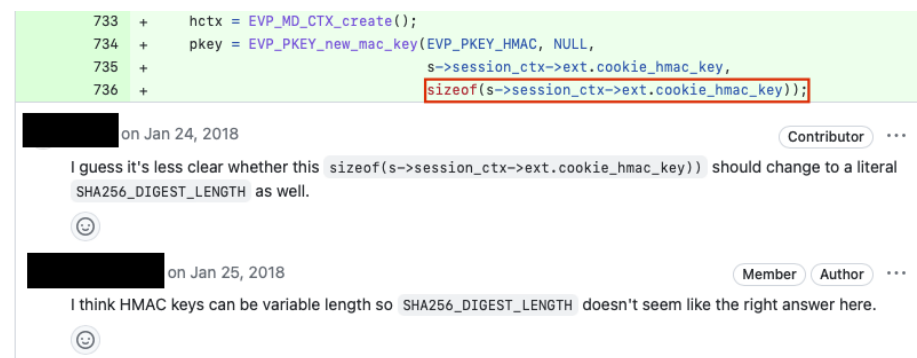 733 + hctx = EVP_MD_CTX_create();
734 + pkey = EVP_PKEY_new_mac_key(EVP_PKEY_HMAC, NULL,
735 + s->session_ctx->ext.cookie_hmac_key,
736 + sizeof(s->session_ctx->ext.cookie_hmac_key));
on Jan 24, 2018 Contributor ...
I guess it's less clear whether this sizeof(s->session_ctx->ext.cookie_hmac_key)) should change to a literal
SHA256_DIGEST_LENGTH as well.
on Jan 25, 2018 Member Author ...
I think HMAC keys can be variable length so SHA256_DIGEST_LENGTH doesn't seem like the right answer here.